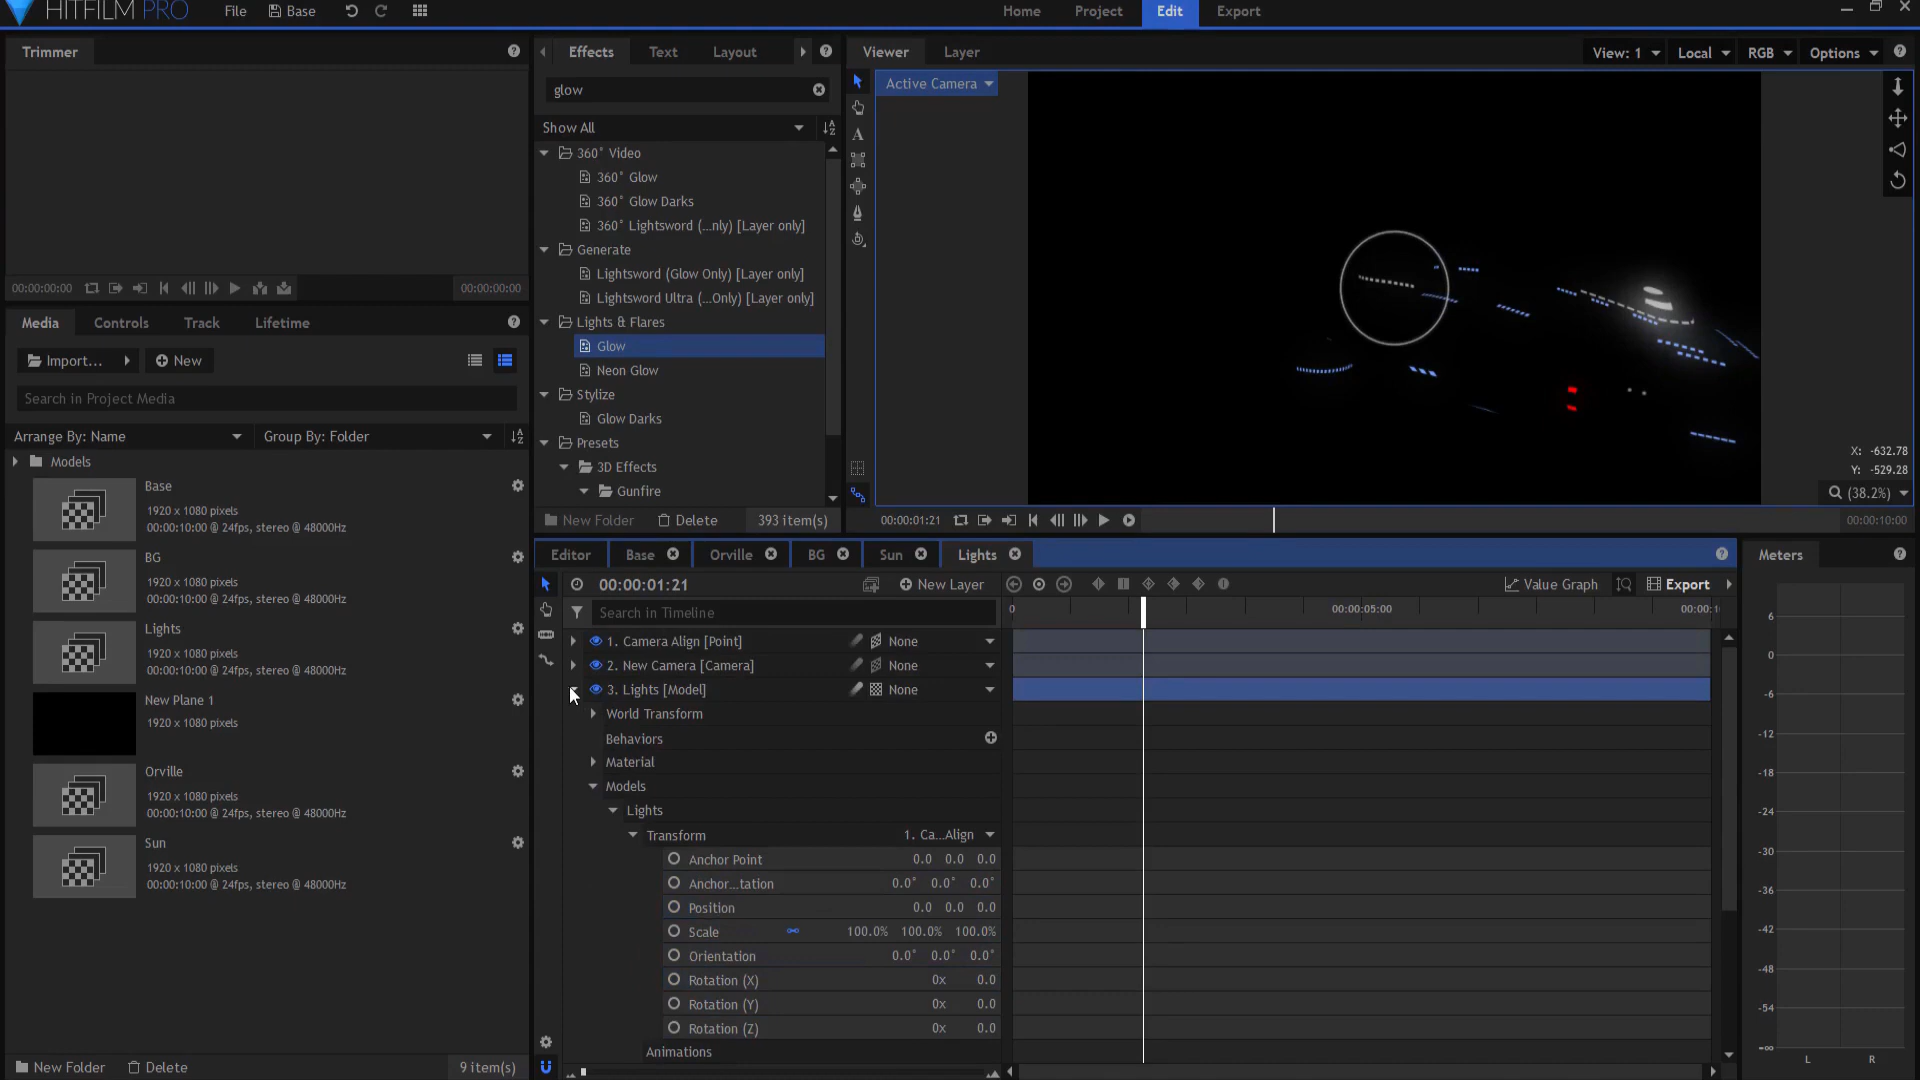 HITFILM PRO
File
Base
Home
Project
Edit
Export
Trimmer
Effects
Text
Layout
Viewer
Layer
View: 1
Local
RGB
Options
glow
Active Camera
Show All
360° Video
360° Glow
360° Glow Darks
360° Lightsword (...nly) [Layer only]
Generate
Lightsword (Glow Only) [Layer only]
Lightsword Ultra (...Only) [Layer only]
00:00:00:00
00:00:00:00
Media
Controls
Track
Lifetime
Lights & Flares
Glow
Import...
New
Neon Glow
Search in Project Media
Stylize
Glow Darks
Arrange By: Name
Group By: Folder
Presets
Models
3D Effects
Gunfire
X: -632.78
Y: -529.28
(38.2%)
New Folder
Delete
393 item(s)
00:00:01:21
00:00:10:00
Base
1920 x 1080 pixels
00:00:10:00 @ 24fps, stereo @ 48000Hz
BG
1920 x 1080 pixels
00:00:10:00 @ 24fps, stereo @ 48000Hz
Lights
1920 x 1080 pixels
00:00:10:00 @ 24fps, stereo @ 48000Hz
New Plane 1
1920 x 1080 pixels
Orville
1920 x 1080 pixels
00:00:10:00 @ 24fps, stereo @ 48000Hz
Sun
1920 x 1080 pixels
00:00:10:00 @ 24fps, stereo @ 48000Hz
New Folder
Delete
9 item(s)
Editor
Base
Orville
BG
Sun
Lights
Meters
00:00:01:21
New Layer
Value Graph
Export
Search in Timeline
0
00:00:05:00
00:00:1
1. Camera Align [Point]
None
2. New Camera [Camera]
None
3. Lights [Model]
None
World Transform
Behaviors
Material
Models
Lights
Transform
1. Ca...Align
Anchor Point
0.0 0.0 0.0
Anchor...tation
0.0° 0.0° 0.0°
Position
0.0 0.0 0.0
Scale
100.0% 100.0% 100.0%
Orientation
0.0° 0.0° 0.0°
Rotation (X)
0x 0.0
Rotation (Y)
0x 0.0
Rotation (Z)
0x 0.0
Animations
6
0
-6
-12
-18
-24
-30
-36
-42
-48
-54
-∞
L
R